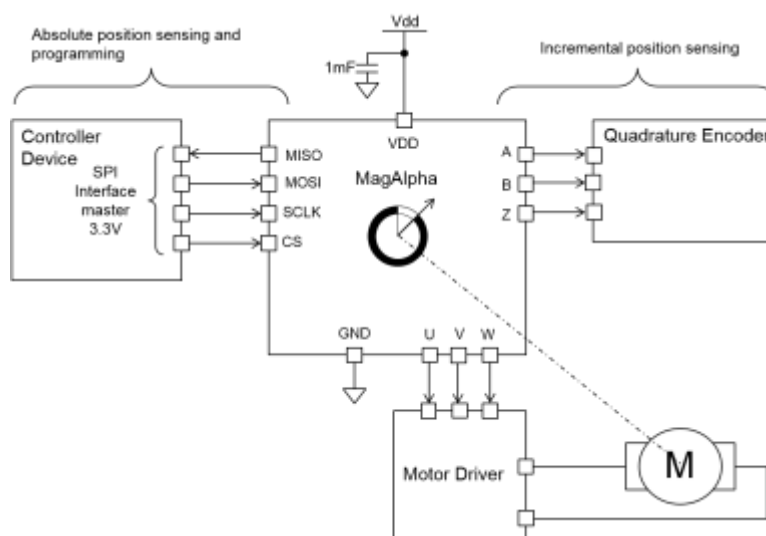 Absolute position sensing and
programming
Vdd
1mF
Incremental position sensing
Controller
Device
SPI
Interface
master
3.3V
MISO
MOSI
SCLK
CS
VDD
MagAlpha
A
B
Z
Quadrature Encoder
GND
U
V
W
Motor Driver
M